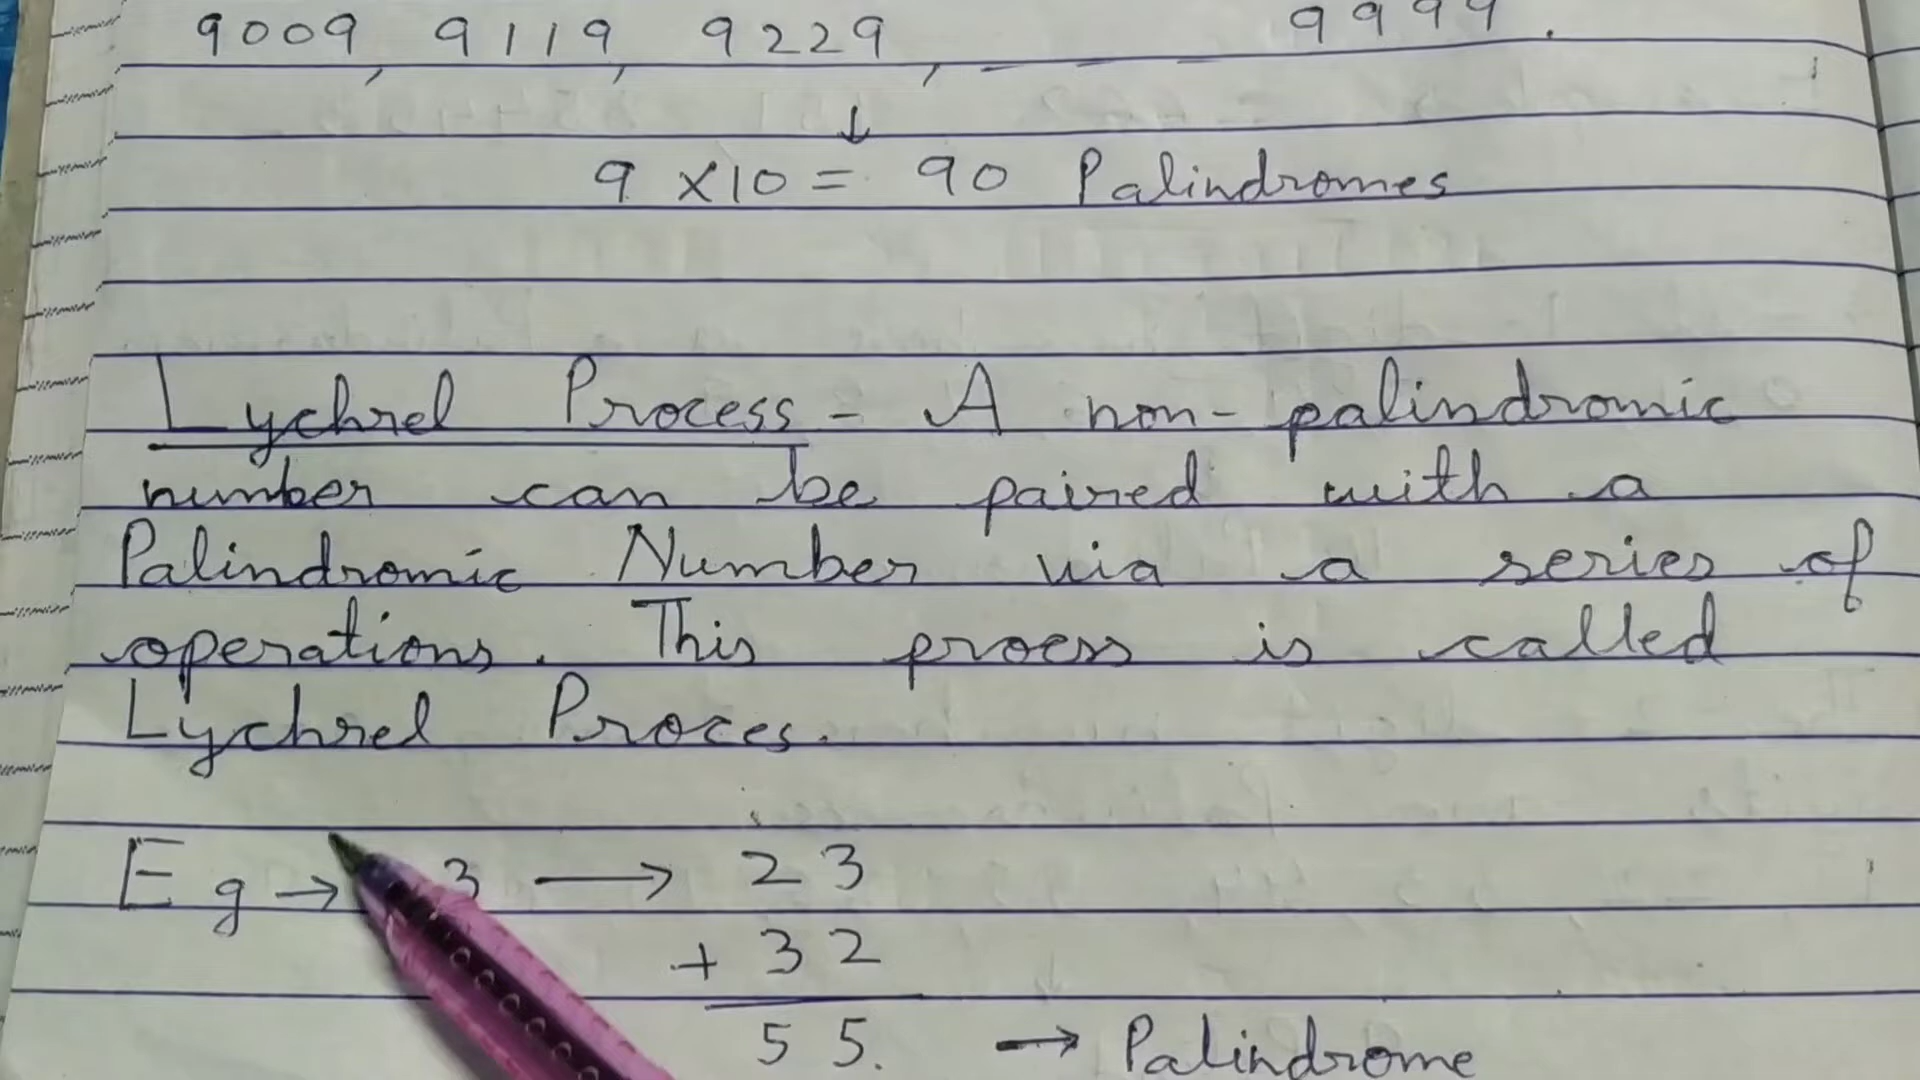 9009, 9119, 9229, _ _ _ _ 9999.
↓
9 × 10 = 90 Palindromes
Lychrel Process - A non-palindromic
number can be paired with a
Palindromic Number via a series of
operations. This proess is called
Lychrel Proces.
Eg → 3 → 23
+ 32
55. → Palindrome